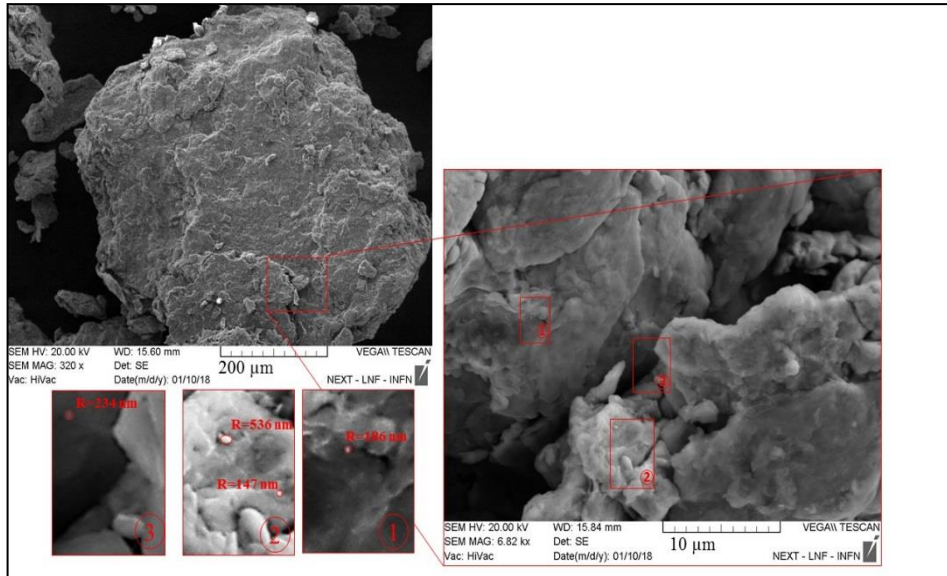 SEM HV: 20.00 kV WD: 15.60 mm VEGA\\ TESCAN
SEM MAG: 320 x Det: SE 200 µm
Vac: HiVac Date(m/d/y): 01/10/18 NEXT - LNF - INFN
R=234 nm
3
R=536 nm
R=147 nm
2
R=186 nm
1
1
3
2
SEM HV: 20.00 kV WD: 15.84 mm VEGA\\ TESCAN
SEM MAG: 6.82 kx Det: SE 10 µm
Vac: HiVac Date(m/d/y): 01/10/18 NEXT - LNF - INFN